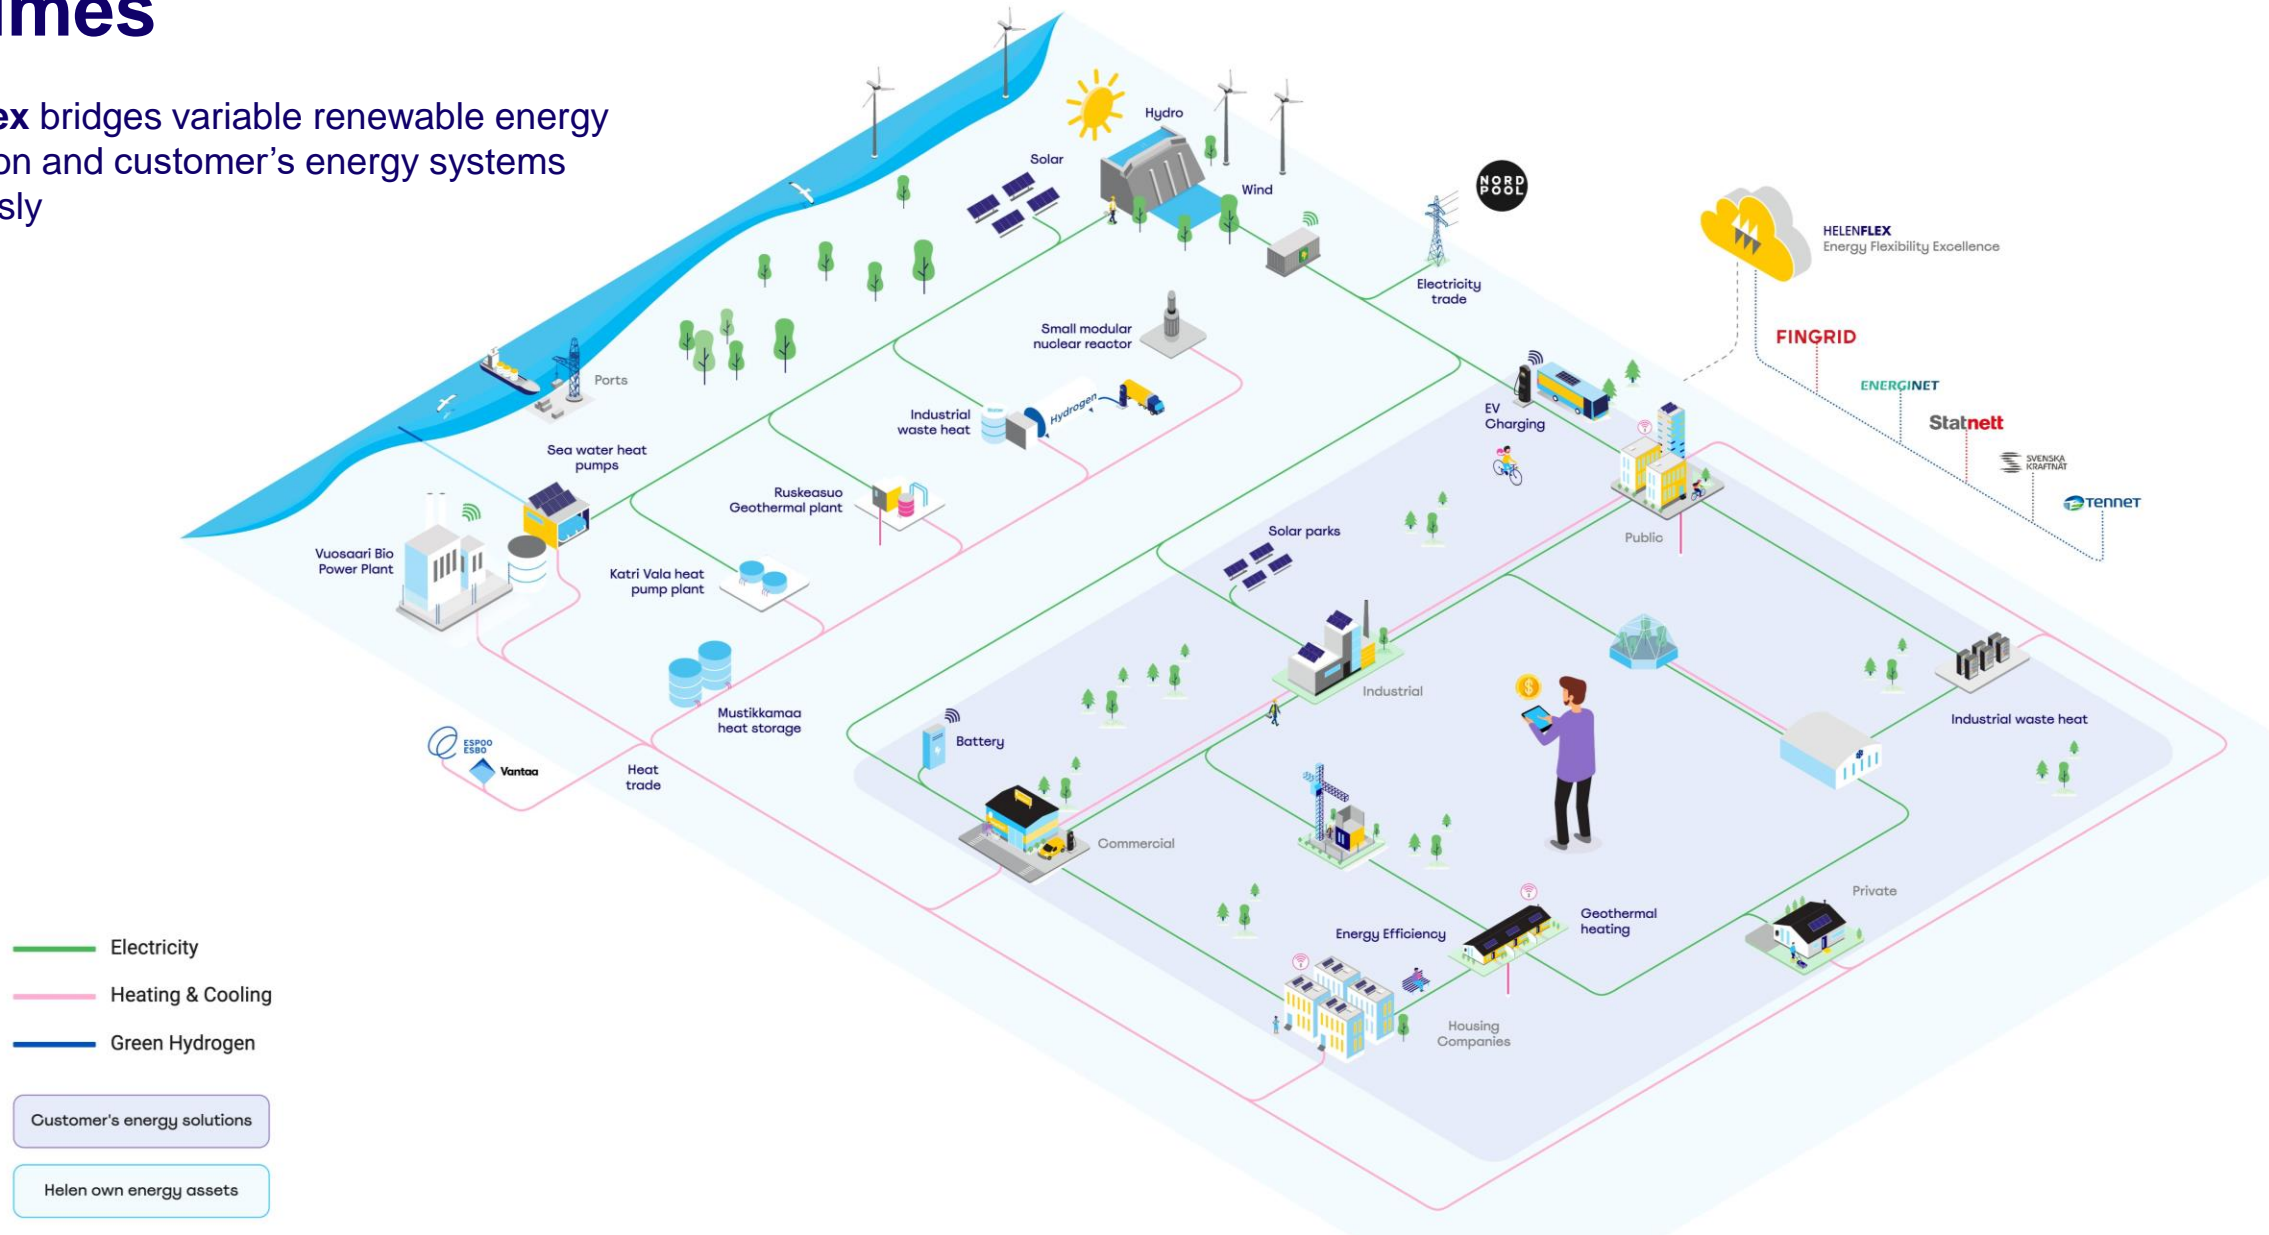 imes
ex bridges variable renewable energy
on and customer's energy systems
sly
Hydro
Solar
Wind
NORD
POOL
Electricity
trade
HELENFLEX
Energy Flexibility Excellence
FINGRID
ENERGINET
Statnett
SVENSKA
KRAFTNÄT
TENNET
Small modular
nuclear reactor
Ports
Hydrogen
Industrial
waste heat
EV
Charging
Sea water heat
pumps
Ruskeasuo
Geothermal plant
Solar parks
Public
Vuosaari Bio
Power Plant
Katri Vala heat
pump plant
Industrial
Mustikkamaa
heat storage
Battery
Industrial waste heat
ESPOO
ESBO
Vantaa
Heat
trade
Commercial
Private
Geothermal
heating
Energy Efficiency
Housing
Companies
Electricity
Heating & Cooling
Green Hydrogen
Customer's energy solutions
Helen own energy assets